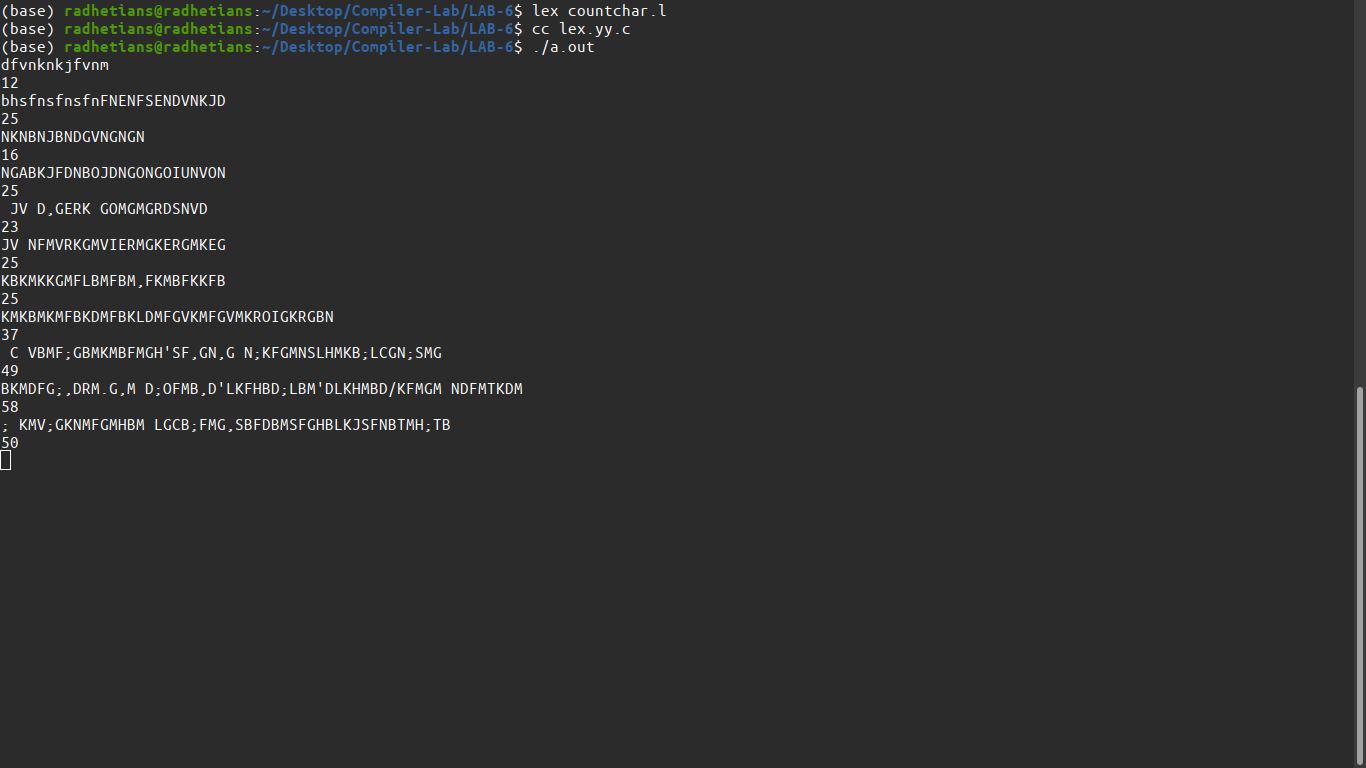 (base) radhetians@radhetians:~/Desktop/Compiler-Lab/LAB-6$ lex countchar.l
(base) radhetians@radhetians:~/Desktop/Compiler-Lab/LAB-6$ cc lex.yy.c
(base) radhetians@radhetians:~/Desktop/Compiler-Lab/LAB-6$ ./a.out
dfvnknkjfvnm
12
bhsfnsfnsfnFNENFSENDVNKJD
25
NKNBNJBNDGVNGNGN
16
NGABKJFDNBOJDNGONGOIUNVON
25
 JV D,GERK GOMGMGRDSNVD
23
JV NFMVRKGMVIERMGKERGMKEG
25
KBKMKKGMFLBMFBM,FKMBFKKFB
25
KMKBMKMFBKDMFBKLDMFGVKMFGVMKROIGKRGBN
37
 C VBMF;GBMKMBFMGH'SF,GN,G N;KFGMNSLHMKB;LCGN;SMG
49
BKMDFG;,DRM.G,M D;OFMB,D'LKFHBD;LBM'DLKHMBD/KFMGM NDFMTKDM
58
; KMV;GKNMFGMHBM LGCB;FMG,SBFDBMSFGHBLKJSFNBTMH;TB
50